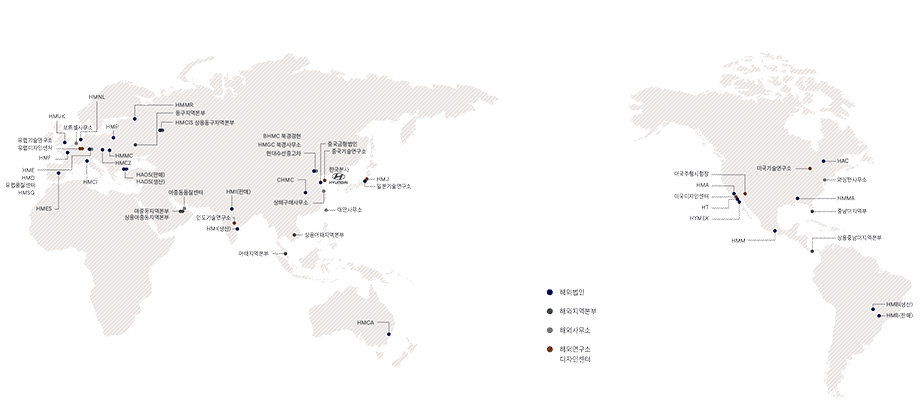 HMNL
HMMR
HMUK
동구지역본부
브뤼셀사무소
HMP
HMCIS 상용동구지역본부
유럽기술연구소
유럽디자인센터
HMF
HMMC
HMCZ
HME
HMD
유럽품질센터
HMSG
HMCI
HAOS(판매)
HAOS(생산)
HMES
아중동품질센터
아중동지역본부
상용아중동지역본부
HMI(판매)
인도기술연구소
HMI(생산)
BHMC 북경경현
HMGC 북경사무소
현대수선중고차
중국금형법인
중국기술연구소
CHMC
한국본사
HYUNDAI
HMJ
일본기술연구소
상해구매사무소
대만사무소
상용아태지역본부
아태지역본부
HMCA
해외법인
해외지역본부
해외사무소
해외연구소
디자인센터
미국주행시험장
HMA
미국디자인센터
HT
HYMEX
HMM
미국기술연구소
HAC
워싱턴사무소
HMMA
중남미지역본부
상용중남미지역본부
HMB(생산)
HMB(판매)